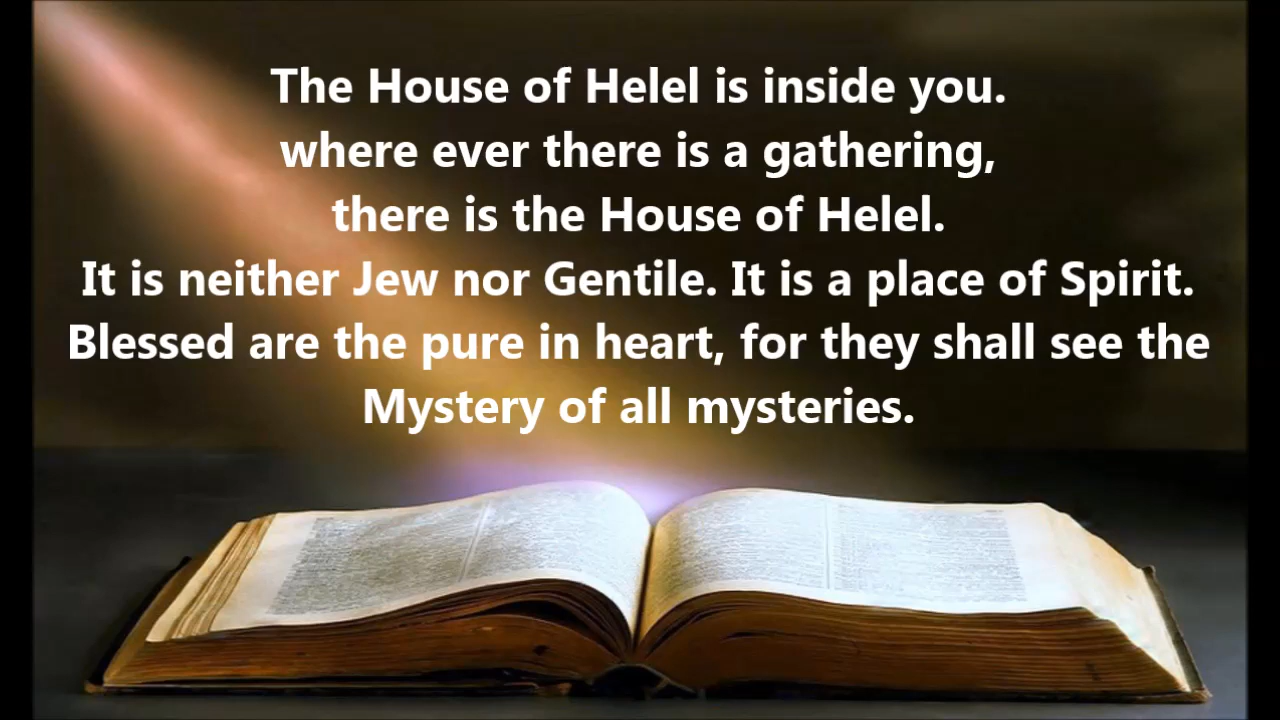 The House of Helel is inside you.
where ever there is a gathering,
there is the House of Helel.
It is neither Jew nor Gentile. It is a place of Spirit.
Blessed are the pure in heart, for they shall see the
Mystery of all mysteries.